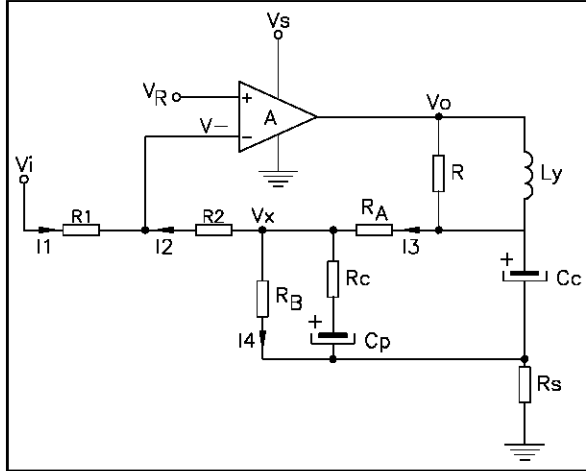 Vs
VR
+
A
Vo
V−
−
Vi
R
Ly
R1
R2
Vx
RA
I1
I2
I3
+
Cc
RB
Rc
+
Cp
I4
Rs